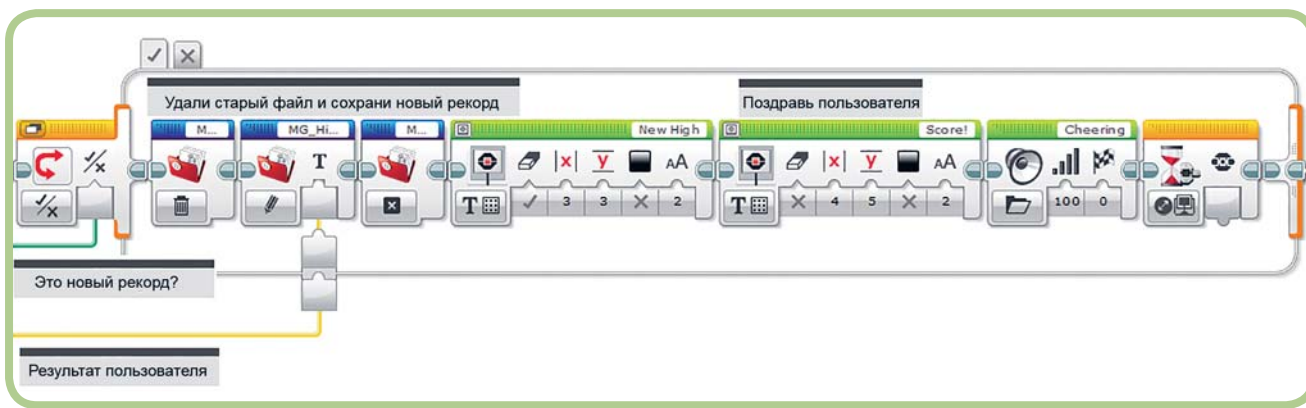 Удали старый файл и сохрани новый рекорд
Поздравь пользователя
M...
MG_Hi...
M...
New High
Score!
Cheering
T
x
y
AA
x
y
AA
T
3
3
2
T
4
5
2
100
0
Это новый рекорд?
Результат пользователя